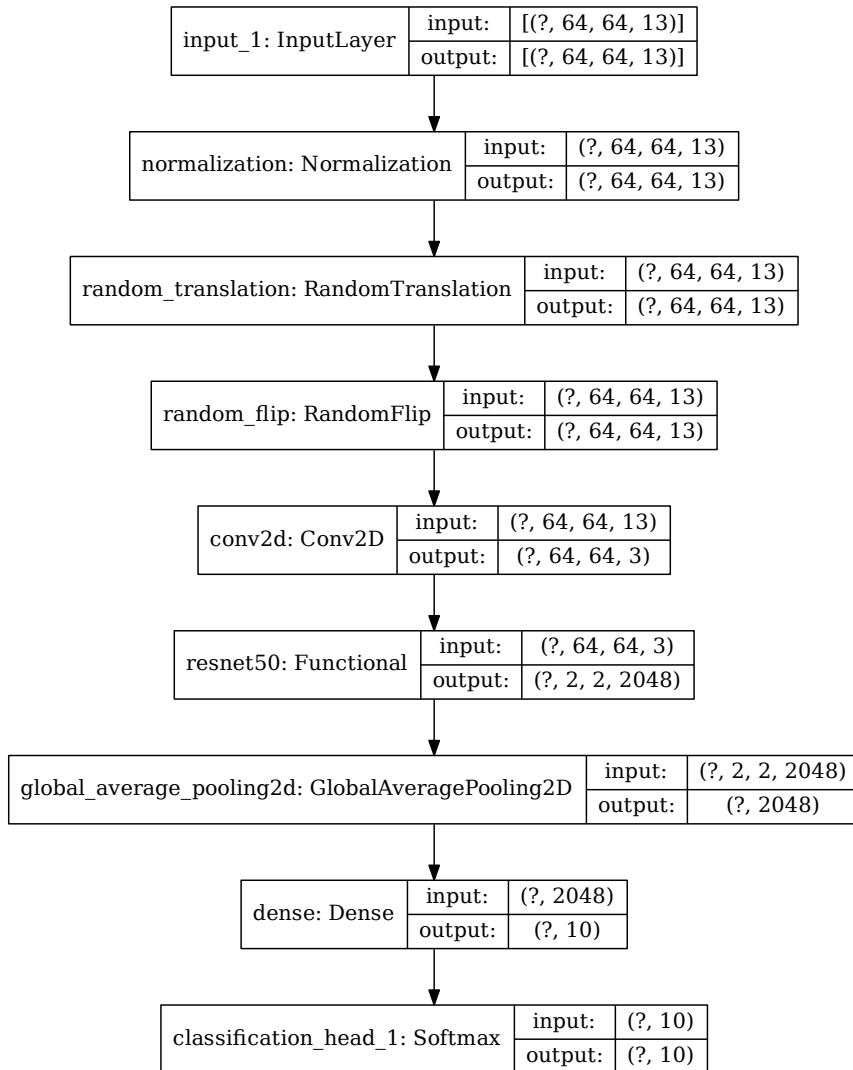 input_1: InputLayer
input: [(?, 64, 64, 13)]
output: [(?, 64, 64, 13)]
normalization: Normalization
input: (?, 64, 64, 13)
output: (?, 64, 64, 13)
random_translation: RandomTranslation
input: (?, 64, 64, 13)
output: (?, 64, 64, 13)
random_flip: RandomFlip
input: (?, 64, 64, 13)
output: (?, 64, 64, 13)
conv2d: Conv2D
input: (?, 64, 64, 13)
output: (?, 64, 64, 3)
resnet50: Functional
input: (?, 64, 64, 3)
output: (?, 2, 2, 2048)
global_average_pooling2d: GlobalAveragePooling2D
input: (?, 2, 2, 2048)
output: (?, 2048)
dense: Dense
input: (?, 2048)
output: (?, 10)
classification_head_1: Softmax
input: (?, 10)
output: (?, 10)